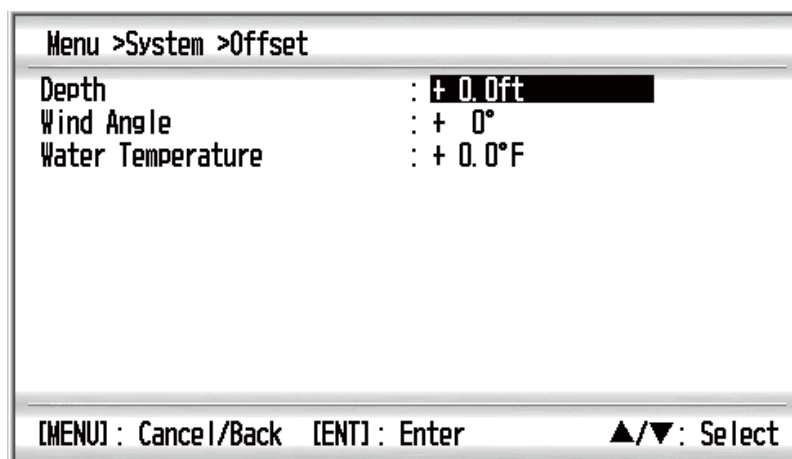 Menu >System >Offset
Depth : + 0.0ft
Wind Angle : + 0°
Water Temperature : + 0.0°F
[MENU] : Cancel/Back [ENT] : Enter ▲/▼ : Select